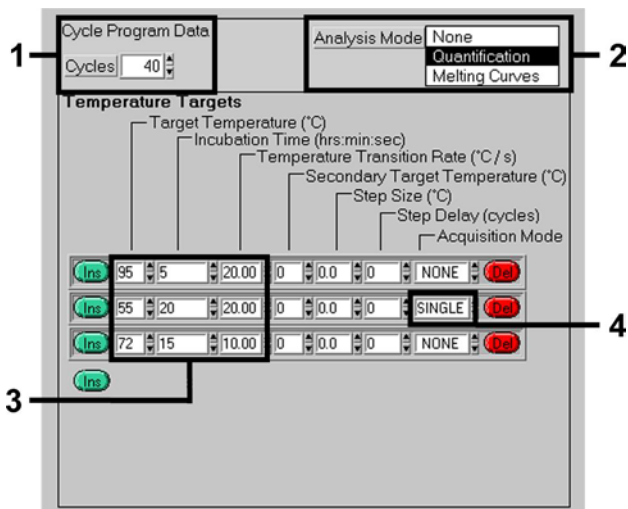 Cycle Program Data
Cycles 40
Analysis Mode None
Quantification
Melting Curves
1
2
Temperature Targets
Target Temperature (°C)
Incubation Time (hrs:min:sec)
Temperature Transition Rate (°C / s)
Secondary Target Temperature (°C)
Step Size (°C)
Step Delay (cycles)
Acquisition Mode
Ins 95 5 20.00 0 0.0 0 NONE Del
Ins 55 20 20.00 0 0.0 0 SINGLE Del
Ins 72 15 10.00 0 0.0 0 NONE Del
4
Ins
3